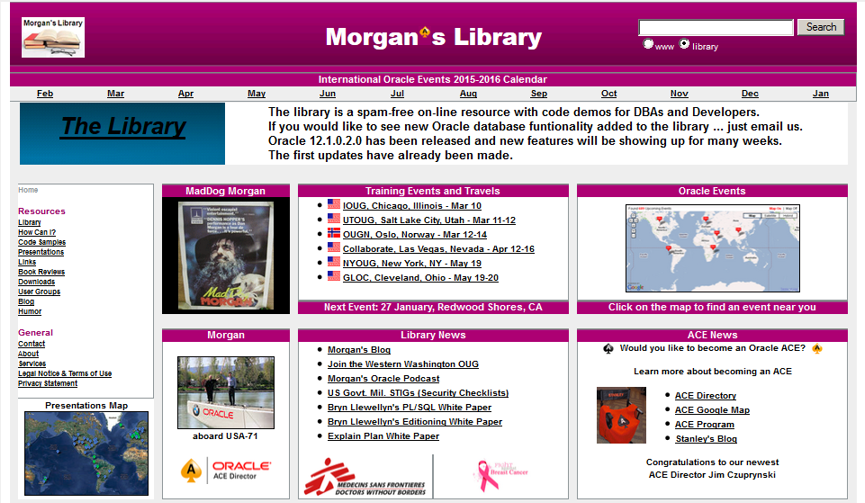 Morgan's Library
Morgan's Library
Search
www library
International Oracle Events 2015-2016 Calendar
Feb Mar Apr May Jun Jul Aug Sep Oct Nov Dec Jan
The Library
The library is a spam-free on-line resource with code demos for DBAs and Developers.
If you would like to see new Oracle database funtionality added to the library ... just email us.
Oracle 12.1.0.2.0 has been released and new features will be showing up for many weeks.
The first updates have already been made.
Home
Resources
Library
How Can I?
Code Samples
Presentations
Links
Book Reviews
Downloads
User Groups
Blog
Humor
General
Contact
About
Services
Legal Notice & Terms of Use
Privacy Statement
Presentations Map
MadDog Morgan
Mad Dog
MORGAN
Training Events and Travels
IOUG, Chicago, Illinois - Mar 10
UTOUG, Salt Lake City, Utah - Mar 11-12
OUGN, Oslo, Norway - Mar 12-14
Collaborate, Las Vegas, Nevada - Apr 12-16
NYOUG, New York, NY - May 19
GLOC, Cleveland, Ohio - May 19-20
Next Event: 27 January, Redwood Shores, CA
Oracle Events
Click on the map to find an event near you
Morgan
ORACLE
aboard USA-71
ORACLE
ACE Director
Library News
Morgan's Blog
Join the Western Washington OUG
Morgan's Oracle Podcast
US Govt. Mil. STIGs (Security Checklists)
Bryn Llewellyn's PL/SQL White Paper
Bryn Llewellyn's Editioning White Paper
Explain Plan White Paper
MEDECINS SANS FRONTIERES
DOCTORS WITHOUT BORDERS
Breast Cancer
ACE News
Would you like to become an Oracle ACE?
Learn more about becoming an ACE
ACE Directory
ACE Google Map
ACE Program
Stanley's Blog
Congratulations to our newest
ACE Director Jim Czuprynski